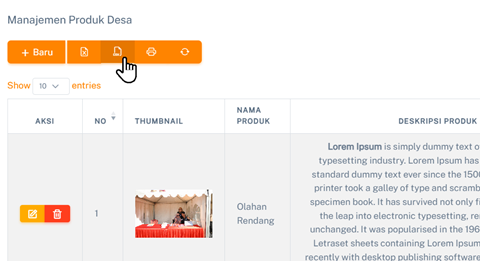 Manajemen Produk Desa
+ Baru
Show 10 entries
AKSI NO THUMBNAIL NAMA PRODUK DESKRIPSI PRODUK
1
Olahan
Rendang
Lorem Ipsum is simply dummy text o
typesetting industry. Lorem Ipsum has
standard dummy text ever since the 150
printer took a galley of type and scramb
specimen book. It has survived not only fi
the leap into electronic typesetting, re
unchanged. It was popularised in the 196
Letraset sheets containing Lorem Ipsum
recently with desktop publishing software